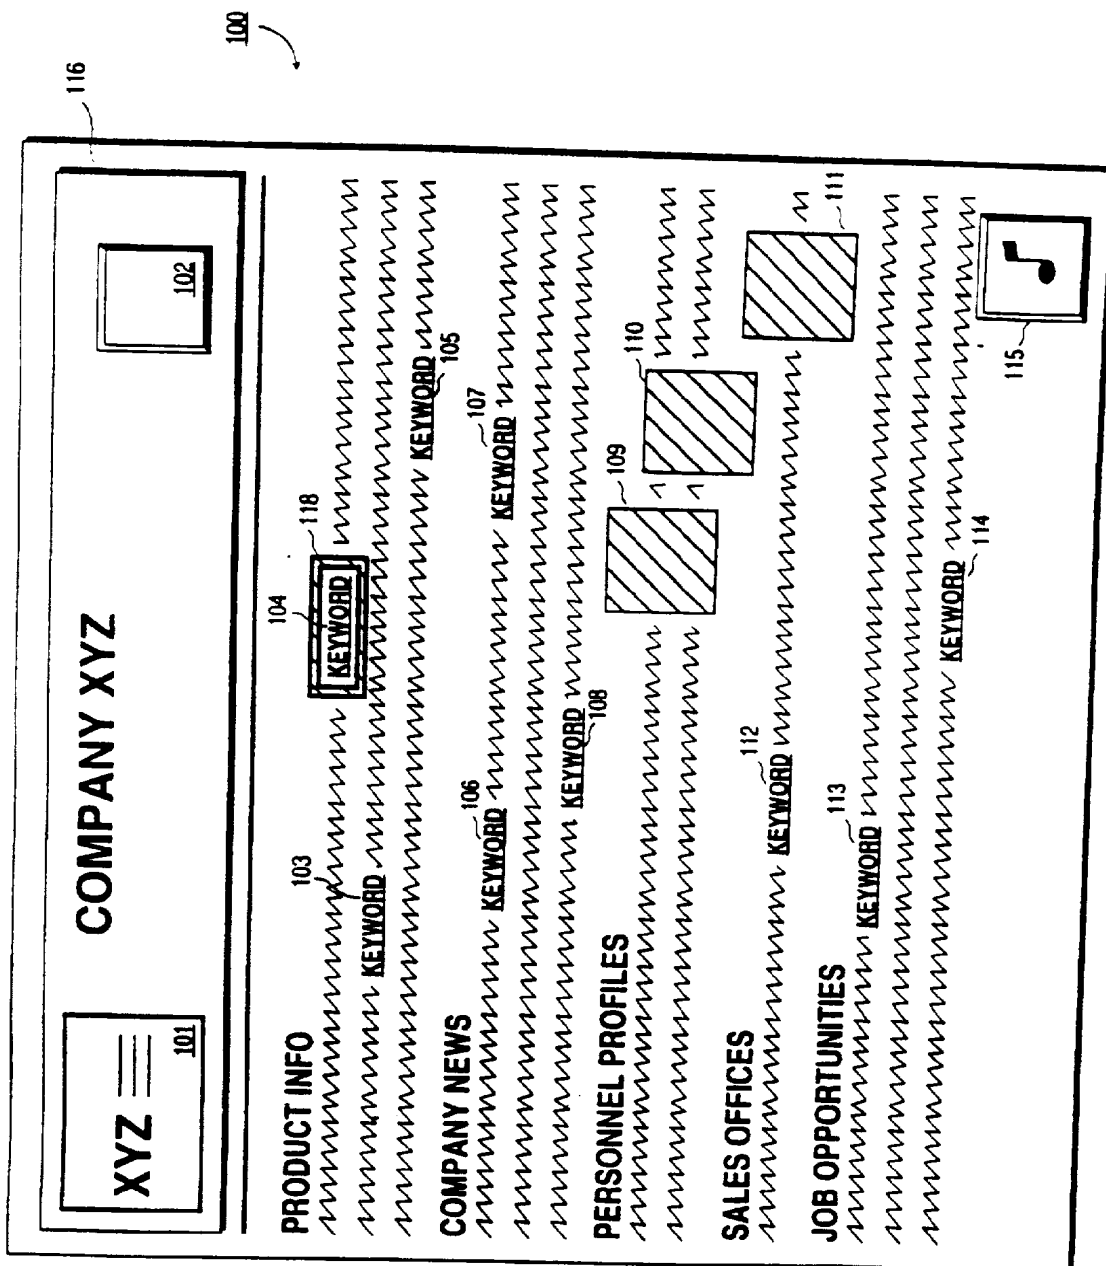 100
116
XYZ
101
COMPANY XYZ
102
PRODUCT INFO
104
118
KEYWORD
103
KEYWORD
KEYWORD
105
COMPANY NEWS
106
107
KEYWORD
KEYWORD
KEYWORD
108
PERSONNEL PROFILES
109
110
SALES OFFICES
111
112
KEYWORD
JOB OPPORTUNITIES
113
KEYWORD
KEYWORD
114
115